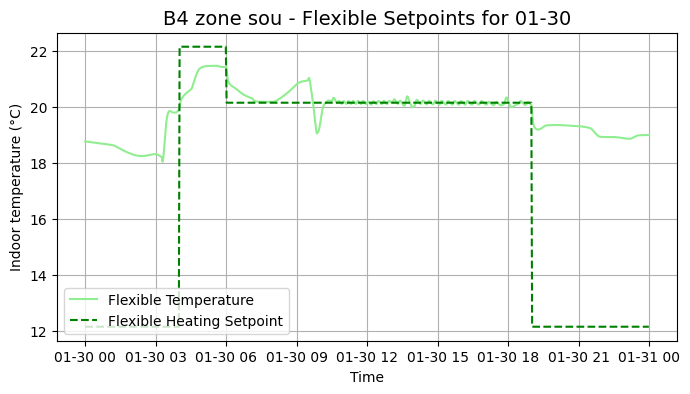 B4 zone sou - Flexible Setpoints for 01-30
Indoor temperature (°C)
22
20
18
16
14
12
Flexible Temperature
Flexible Heating Setpoint
01-30 00 01-30 03 01-30 06 01-30 09 01-30 12 01-30 15 01-30 18 01-30 21 01-31 00
Time